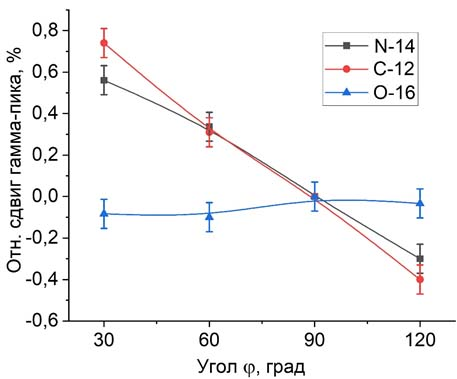 Отн. сдвиг гамма-пика, %
0,8
0,6
0,4
0,2
0,0
-0,2
-0,4
-0,6
N-14
C-12
O-16
30
60
90
120
Угол φ, град